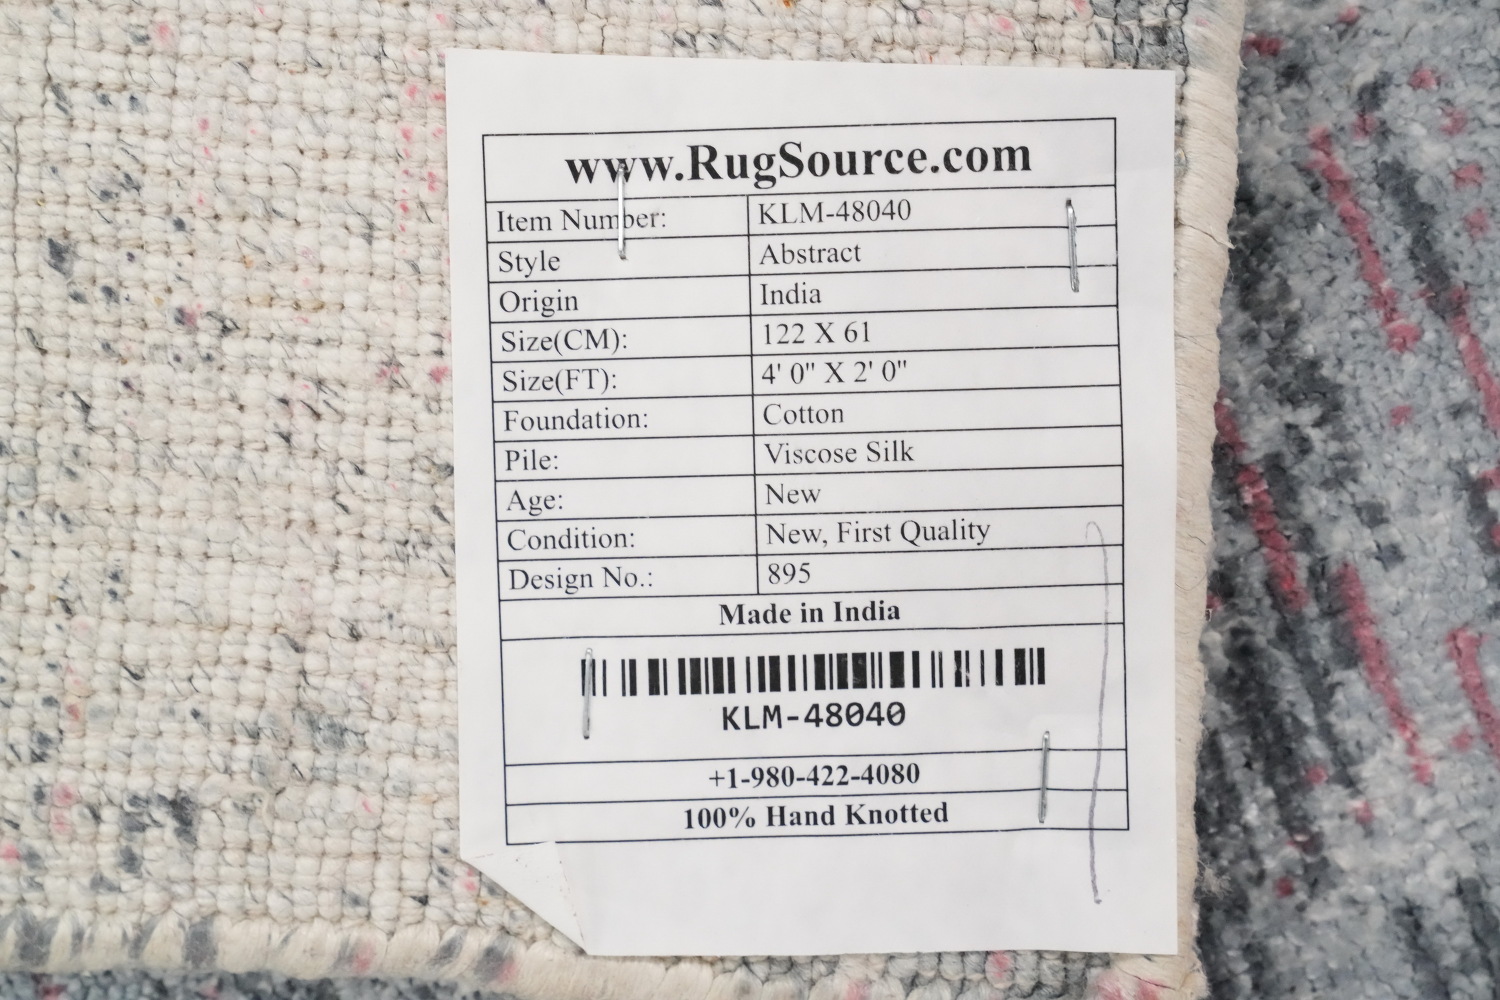 www.RugSource.com
Item Number: KLM-48040
Style Abstract
Origin India
Size(CM): 122 X 61
Size(FT): 4' 0" X 2' 0"
Foundation: Cotton
Pile: Viscose Silk
Age: New
Condition: New, First Quality
Design No.: 895
Made in India
KLM-48040
+1-980-422-4080
100% Hand Knotted